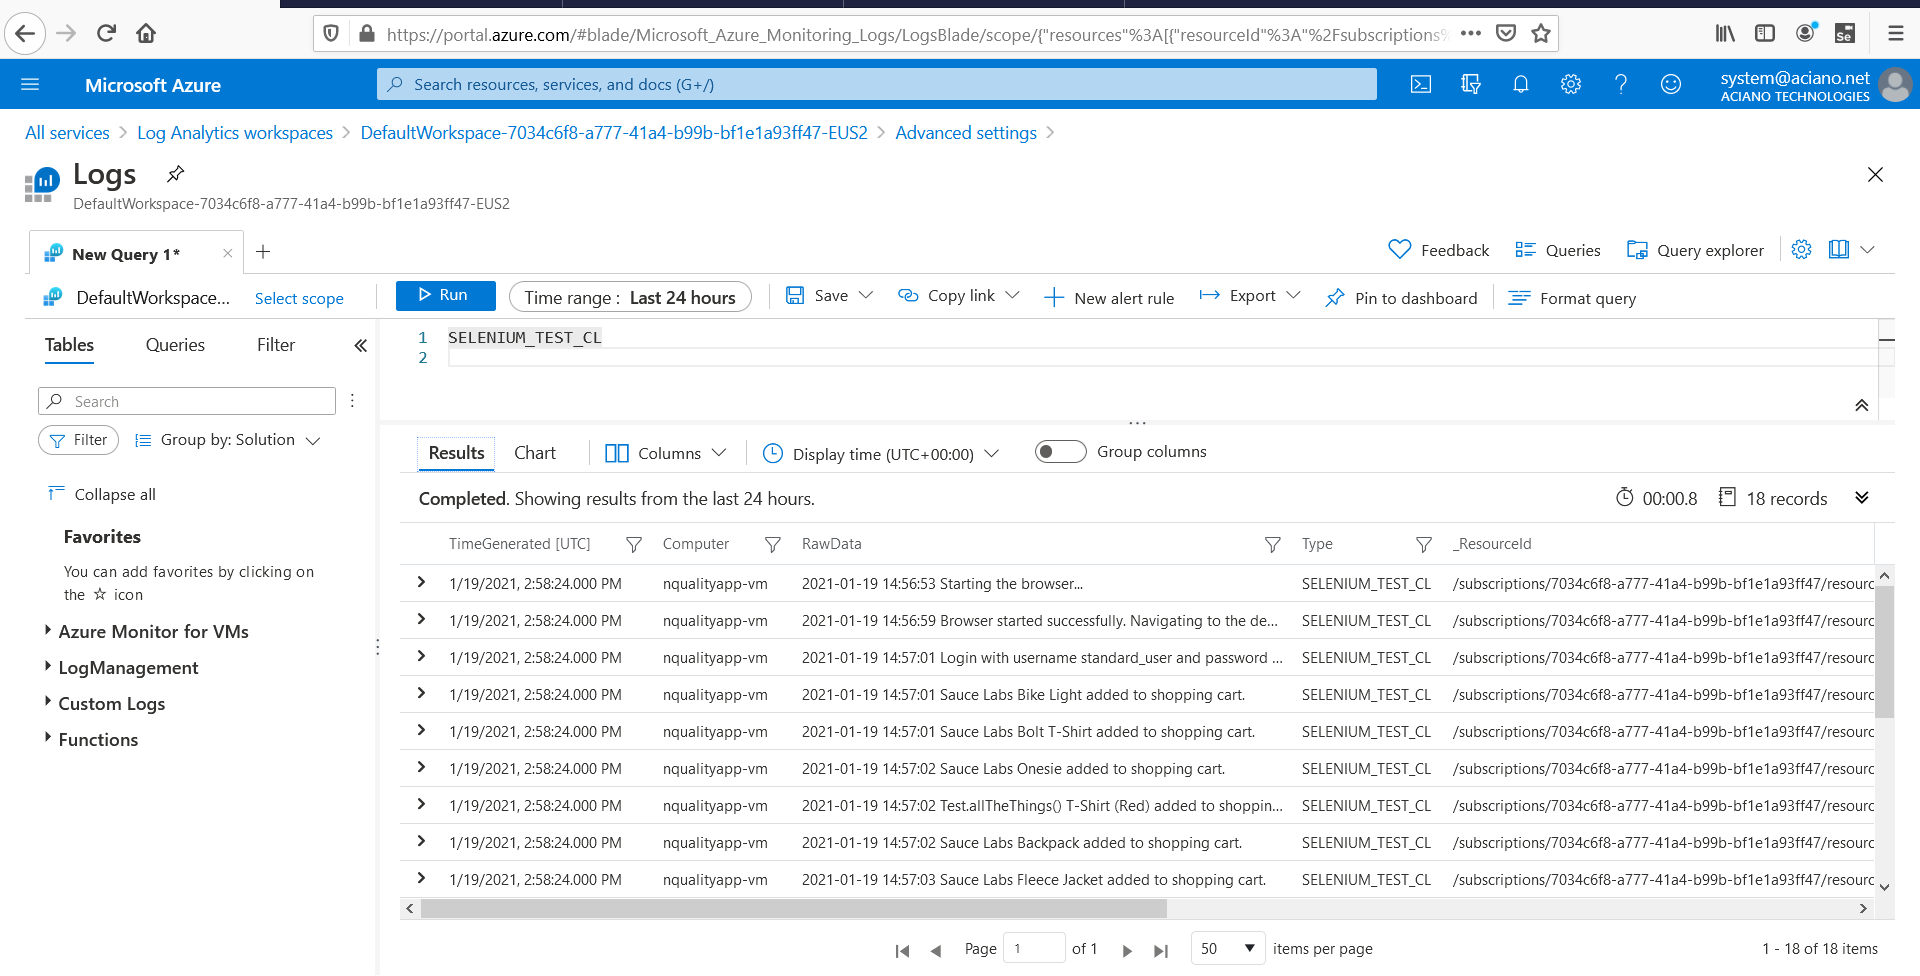 https://portal.azure.com/#blade/Microsoft_Azure_Monitoring_Logs/LogsBlade/scope/{"resources"%3A[{"resourceId"%3A"%2Fsubscriptions%
Se
Microsoft Azure
Search resources, services, and docs (G+/)
system@aciano.net
ACIANO TECHNOLOGIES
All services > Log Analytics workspaces > DefaultWorkspace-7034c6f8-a777-41a4-b99b-bf1e1a93ff47-EUS2 > Advanced settings >
Logs
DefaultWorkspace-7034c6f8-a777-41a4-b99b-bf1e1a93ff47-EUS2
New Query 1*
Feedback Queries Query explorer
DefaultWorkspace... Select scope Run Time range : Last 24 hours Save Copy link New alert rule Export Pin to dashboard Format query
Tables Queries Filter
1 SELENIUM_TEST_CL
2
Search
Filter Group by: Solution
Results Chart Columns Display time (UTC+00:00) Group columns
Collapse all
Completed. Showing results from the last 24 hours. 00:00.8 18 records
Favorites
You can add favorites by clicking on
the ☆ icon
Azure Monitor for VMs
LogManagement
Custom Logs
Functions
TimeGenerated [UTC] Computer RawData Type _ResourceId
1/19/2021, 2:58:24.000 PM nqualityapp-vm 2021-01-19 14:56:53 Starting the browser... SELENIUM_TEST_CL /subscriptions/7034c6f8-a777-41a4-b99b-bf1e1a93ff47/resourc
1/19/2021, 2:58:24.000 PM nqualityapp-vm 2021-01-19 14:56:59 Browser started successfully. Navigating to the de... SELENIUM_TEST_CL /subscriptions/7034c6f8-a777-41a4-b99b-bf1e1a93ff47/resourc
1/19/2021, 2:58:24.000 PM nqualityapp-vm 2021-01-19 14:57:01 Login with username standard_user and password ... SELENIUM_TEST_CL /subscriptions/7034c6f8-a777-41a4-b99b-bf1e1a93ff47/resourc
1/19/2021, 2:58:24.000 PM nqualityapp-vm 2021-01-19 14:57:01 Sauce Labs Bike Light added to shopping cart. SELENIUM_TEST_CL /subscriptions/7034c6f8-a777-41a4-b99b-bf1e1a93ff47/resourc
1/19/2021, 2:58:24.000 PM nqualityapp-vm 2021-01-19 14:57:01 Sauce Labs Bolt T-Shirt added to shopping cart. SELENIUM_TEST_CL /subscriptions/7034c6f8-a777-41a4-b99b-bf1e1a93ff47/resourc
1/19/2021, 2:58:24.000 PM nqualityapp-vm 2021-01-19 14:57:02 Sauce Labs Onesie added to shopping cart. SELENIUM_TEST_CL /subscriptions/7034c6f8-a777-41a4-b99b-bf1e1a93ff47/resourc
1/19/2021, 2:58:24.000 PM nqualityapp-vm 2021-01-19 14:57:02 Test.allTheThings() T-Shirt (Red) added to shoppin... SELENIUM_TEST_CL /subscriptions/7034c6f8-a777-41a4-b99b-bf1e1a93ff47/resourc
1/19/2021, 2:58:24.000 PM nqualityapp-vm 2021-01-19 14:57:02 Sauce Labs Backpack added to shopping cart. SELENIUM_TEST_CL /subscriptions/7034c6f8-a777-41a4-b99b-bf1e1a93ff47/resourc
1/19/2021, 2:58:24.000 PM nqualityapp-vm 2021-01-19 14:57:03 Sauce Labs Fleece Jacket added to shopping cart. SELENIUM_TEST_CL /subscriptions/7034c6f8-a777-41a4-b99b-bf1e1a93ff47/resourc
Page 1 of 1 50 items per page 1 - 18 of 18 items